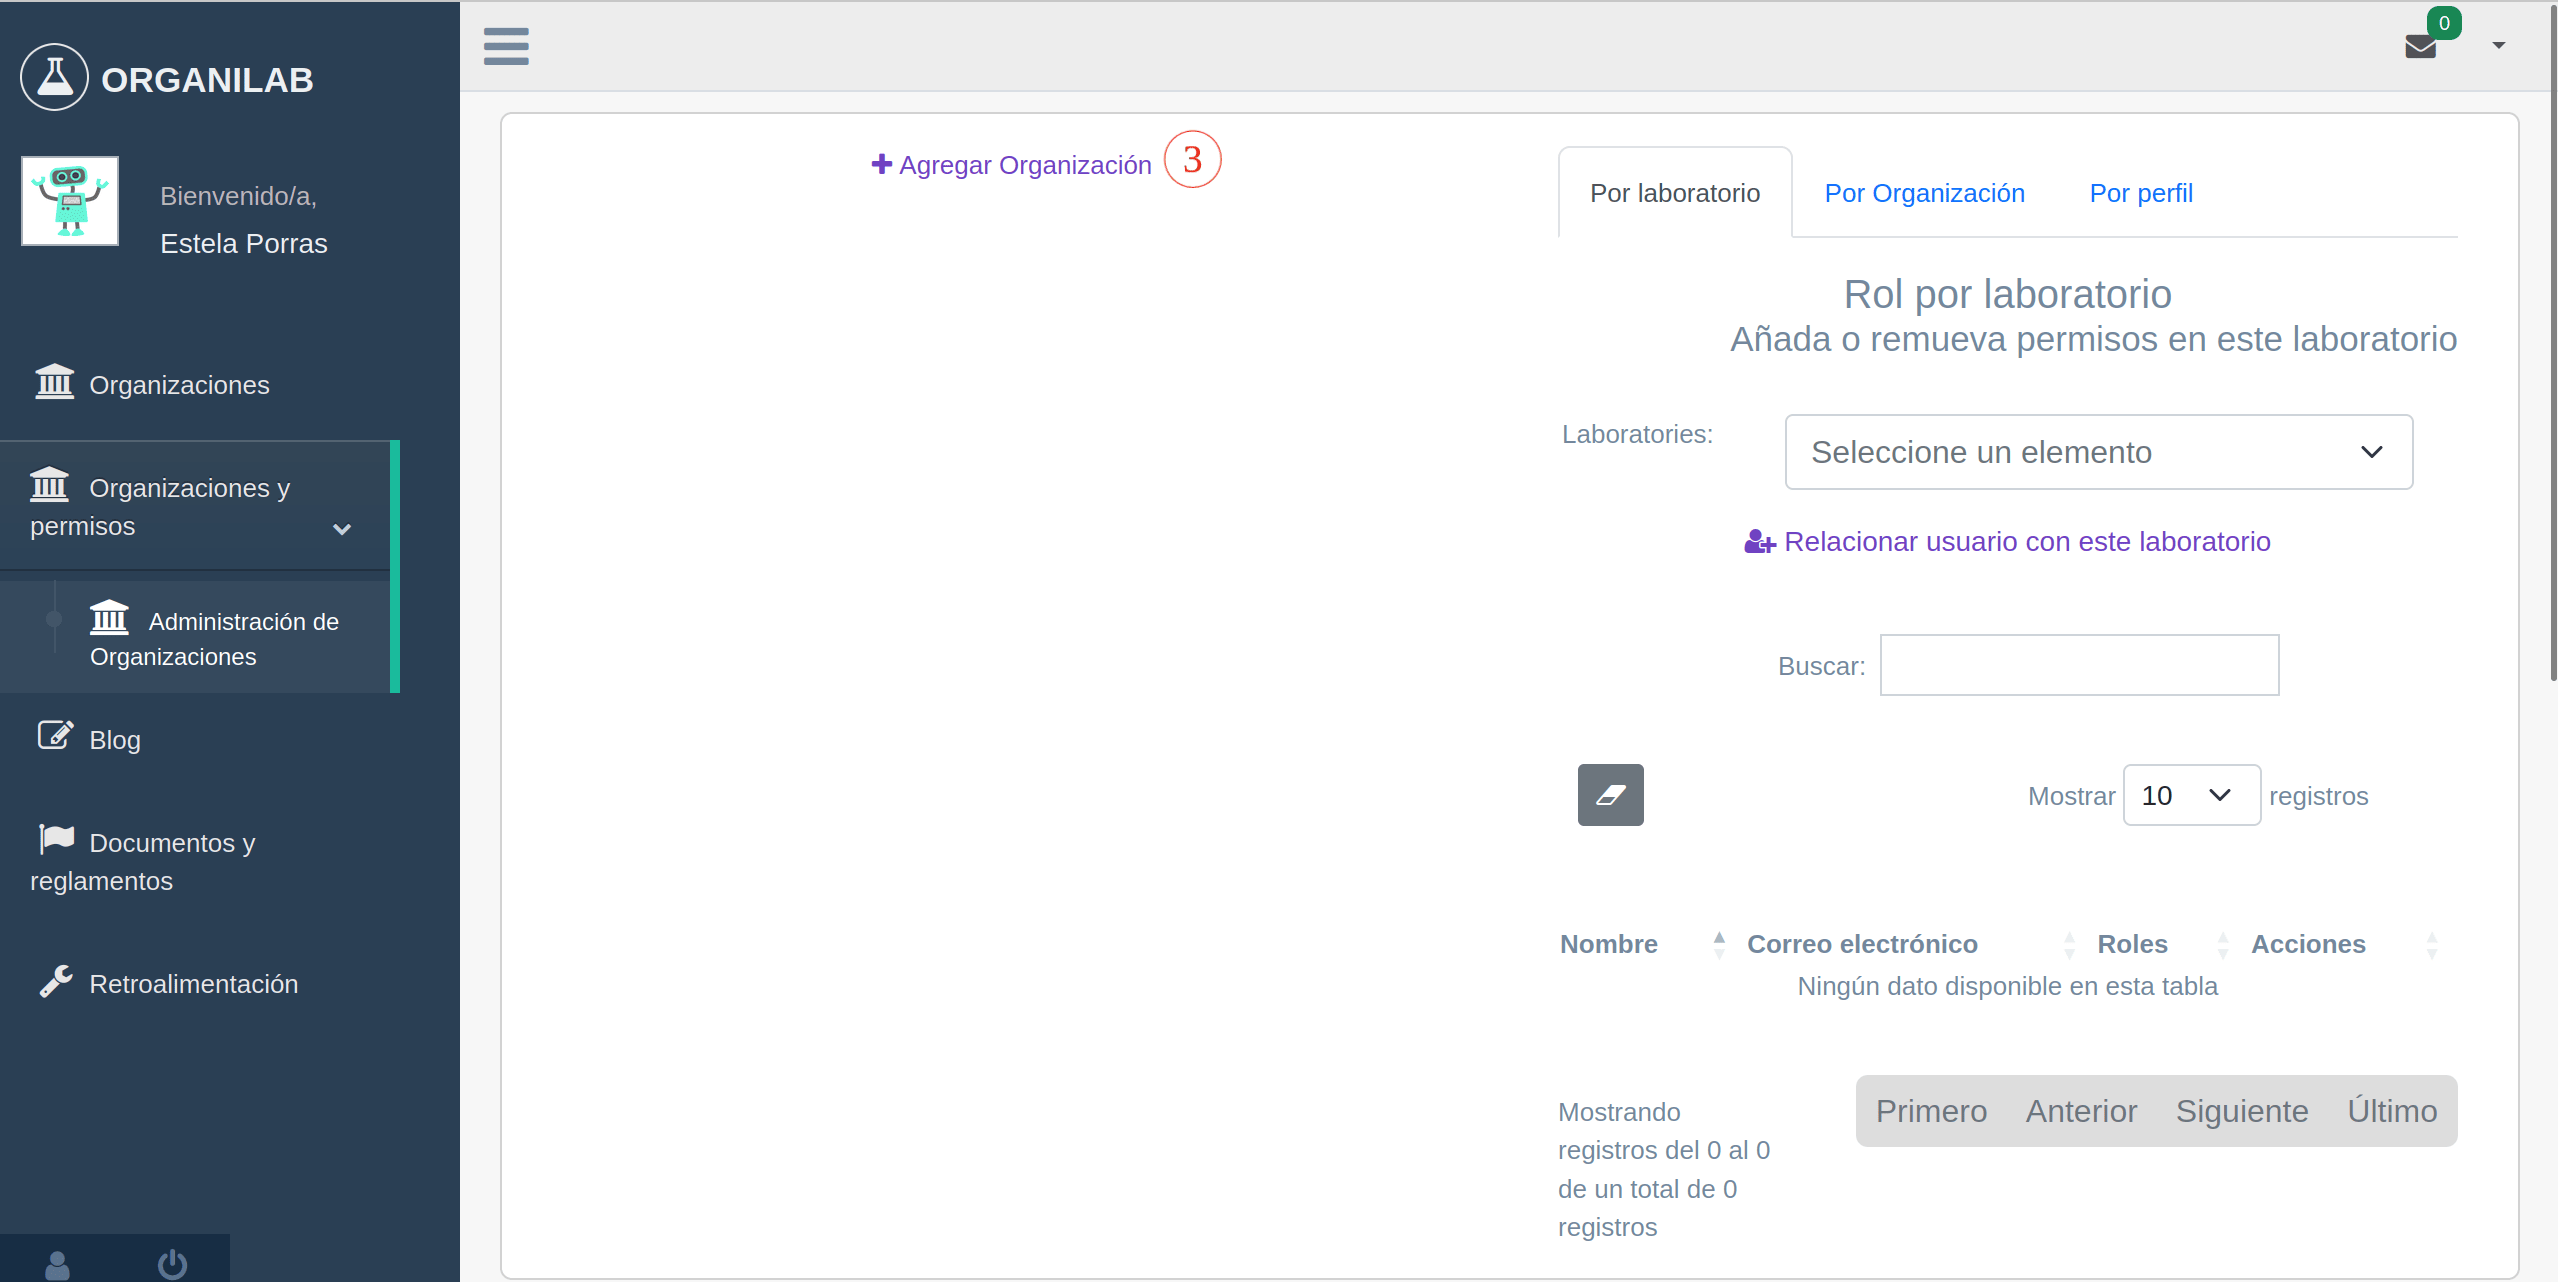 ORGANILAB
Bienvenido/a,
Estela Porras
Organizaciones
Organizaciones y
permisos
Administración de
Organizaciones
Blog
Documentos y
reglamentos
Retroalimentación
0
Agregar Organización 3
Por laboratorio Por Organización Por perfil
Rol por laboratorio
Añada o remueva permisos en este laboratorio
Laboratories: Seleccione un elemento
Relacionar usuario con este laboratorio
Buscar:
Mostrar 10 registros
Nombre Correo electrónico Roles Acciones
Ningún dato disponible en esta tabla
Mostrando
registros del 0 al 0
de un total de 0
registros
Primero Anterior Siguiente Último